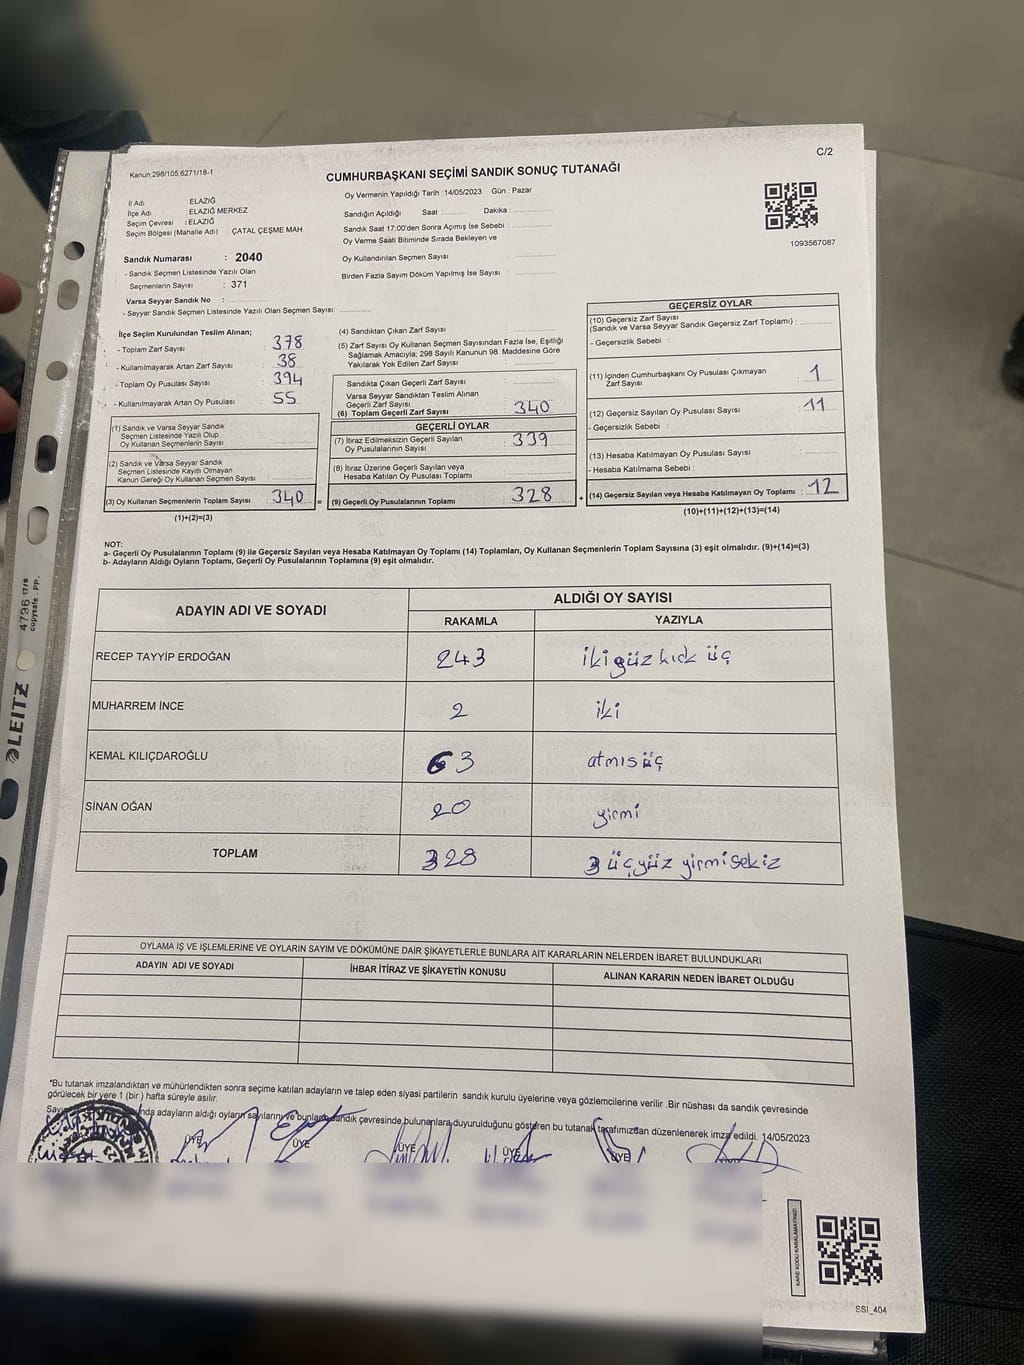 Kanun.298/105,6271/18-1
C/2
CUMHURBAŞKANI SEÇİMİ SANDIK SONUÇ TUTANAĞI
Oy Vermenin Yapıldığı Tarih : 14/05/2023 Gün : Pazar
1093567087
İl Adı : ELAZIĞ
İlçe Adı : ELAZIĞ MERKEZ
Seçim Çevresi : ELAZIĞ
Seçim Bölgesi (Mahalle Adı) ÇATAL ÇEŞME MAH
Sandık Numarası : 2040
- Sandık Seçmen Listesinde Yazılı Olan
Seçmenlerin Sayısı : 371
Varsa Seyyar Sandık No :
- Seyyar Sandık Seçmen Listesinde Yazılı Olan Seçmen Sayısı:
Sandığın Açıldığı Saat : Dakika :
Sandık Saat 17:00'den Sonra Açımış İse Sebebi :
Oy Verme Saati Bitiminde Sırada Bekleyen ve
Oy Kullandırılan Seçmen Sayısı :
Birden Fazla Sayım Döküm Yapılmış İse Sayısı :
İlçe Seçim Kurulundan Teslim Alınan;
- Toplam Zarf Sayısı : 378
- Kullanılmayarak Artan Zarf Sayısı : 38
- Toplam Oy Pusulası Sayısı : 394
- Kullanılmayarak Artan Oy Pusulası : 55
(1) Sandık ve Varsa Seyyar Sandık
Seçmen Listesinde Yazılı Olup
Oy Kullanan Seçmenlerin Sayısı :
(2) Sandık ve Varsa Seyyar Sandık
Seçmen Listesinde Kayıtlı Olmayan
Kanun Gereği Oy Kullanan Seçmen Sayısı :
(3) Oy Kullanan Seçmenlerin Toplam Sayısı : 340 =
(1)+(2)=(3)
(4) Sandıktan Çıkan Zarf Sayısı :
(5) Zarf Sayısı Oy Kullanan Seçmen Sayısından Fazla İse, Eşitliği
Sağlamak Amacıyla; 298 Sayılı Kanunun 98. Maddesine Göre
Yakılarak Yok Edilen Zarf Sayısı :
Sandıkta Çıkan Geçerli Zarf Sayısı :
Varsa Seyyar Sandıktan Teslim Alınan
Geçerli Zarf Sayısı :
(6) Toplam Geçerli Zarf Sayısı : 340
GEÇERLİ OYLAR
(7) İtiraz Edilmeksizin Geçerli Sayılan
Oy Pusulasının Sayısı : 339
(8) İtiraz Üzerine Geçerli Sayılan veya
Hesaba Katılan Oy Pusulası Toplamı :
(9) Geçerli Oy Pusulalarının Toplamı : 328 +
GEÇERSİZ OYLAR
(10) Geçersiz Zarf Sayısı
(Sandık ve Varsa Seyyar Sandık Geçersiz Zarf Toplamı) :
- Geçersizlik Sebebi :
(11) İçinden Cumhurbaşkanı Oy Pusulası Çıkmayan
Zarf Sayısı : 1
(12) Geçersiz Sayılan Oy Pusulası Sayısı : 11
- Geçersizlik Sebebi :
(13) Hesaba Katılmayan Oy Pusulası Sayısı :
- Hesaba Katılmama Sebebi :
(14) Geçersiz Sayılan veya Hesaba Katılmayan Oy Toplamı : 12
(10)+(11)+(12)+(13)=(14)
NOT:
a- Geçerli Oy Pusulalarının Toplamı (9) ile Geçersiz Sayılan veya Hesaba Katılmayan Oy Toplamı (14) Toplamları, Oy Kullanan Seçmenlerin Toplam Sayısına (3) eşit olmalıdır. (9)+(14)=(3)
b- Adayların Aldığı Oyların Toplamı, Geçerli Oy Pusulalarının Toplamına (9) eşit olmalıdır.
ADAYIN ADI VE SOYADI
ALDIĞI OY SAYISI
RAKAMLA YAZIYLA
RECEP TAYYİP ERDOĞAN 243 ikigüz kırk üç
MUHARREM İNCE 2 iki
KEMAL KILIÇDAROĞLU 63 atmıs üç
SİNAN OĞAN 20 yirmi
TOPLAM 328 3 üçyüz yirmi sekiz
OYLAMA İŞ VE İŞLEMLERİNE VE OYLARIN SAYIM VE DÖKÜMÜNE DAİR ŞİKAYETLERLE BUNLARA AİT KARARLARIN NELERDEN İBARET BULUNDUKLARI
ADAYIN ADI VE SOYADI İHBAR İTİRAZ VE ŞİKAYETİN KONUSU ALINAN KARARIN NEDEN İBARET OLDUĞU
*Bu tutanak imzalandıktan ve mühürlendikten sonra seçime katılan adayların ve talep eden siyasi partilerin sandık kurulu üyelerine veya gözlemcilerine verilir .Bir nüshası da sandık çevresinde
görülecek bir yere 1 (bir) hafta süreyle asılır.
nda adayların aldığı oyların sayılarını ve bunların sandık çevresinde bulunanlara duyurulduğunu gösteren bu tutanak tarafımızdan düzenlenerek imza edildi. 14/05/2023
ÜYE ÜYE ÜYE ÜYE ÜYE
KARE KODU KARALAMAYINIZ!
SSI_404
LEITZ
4796
copysafe . PP.